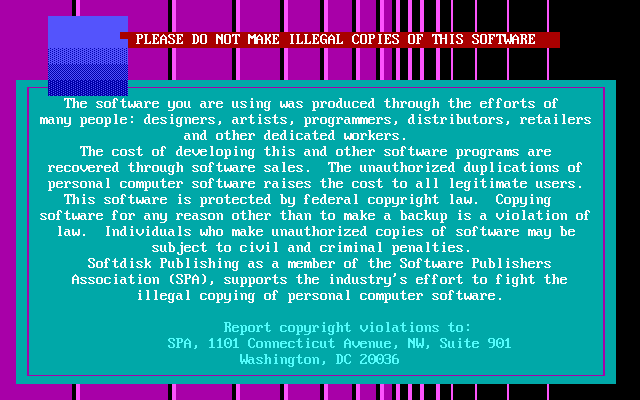 PLEASE DO NOT MAKE ILLEGAL COPIES OF THIS SOFTWARE
The software you are using was produced through the efforts of
many people: designers, artists, programmers, distributors, retailers
and other dedicated workers.
The cost of developing this and other software programs are
recovered through software sales.  The unauthorized duplications of
personal computer software raises the cost to all legitimate users.
This software is protected by federal copyright law.  Copying
software for any reason other than to make a backup is a violation of
law.  Individuals who make unauthorized copies of software may be
subject to civil and criminal penalties.
Softdisk Publishing as a member of the Software Publishers
Association (SPA), supports the industry's effort to fight the
illegal copying of personal computer software.
Report copyright violations to:
SPA, 1101 Connecticut Avenue, NW, Suite 901
Washington, DC 20036